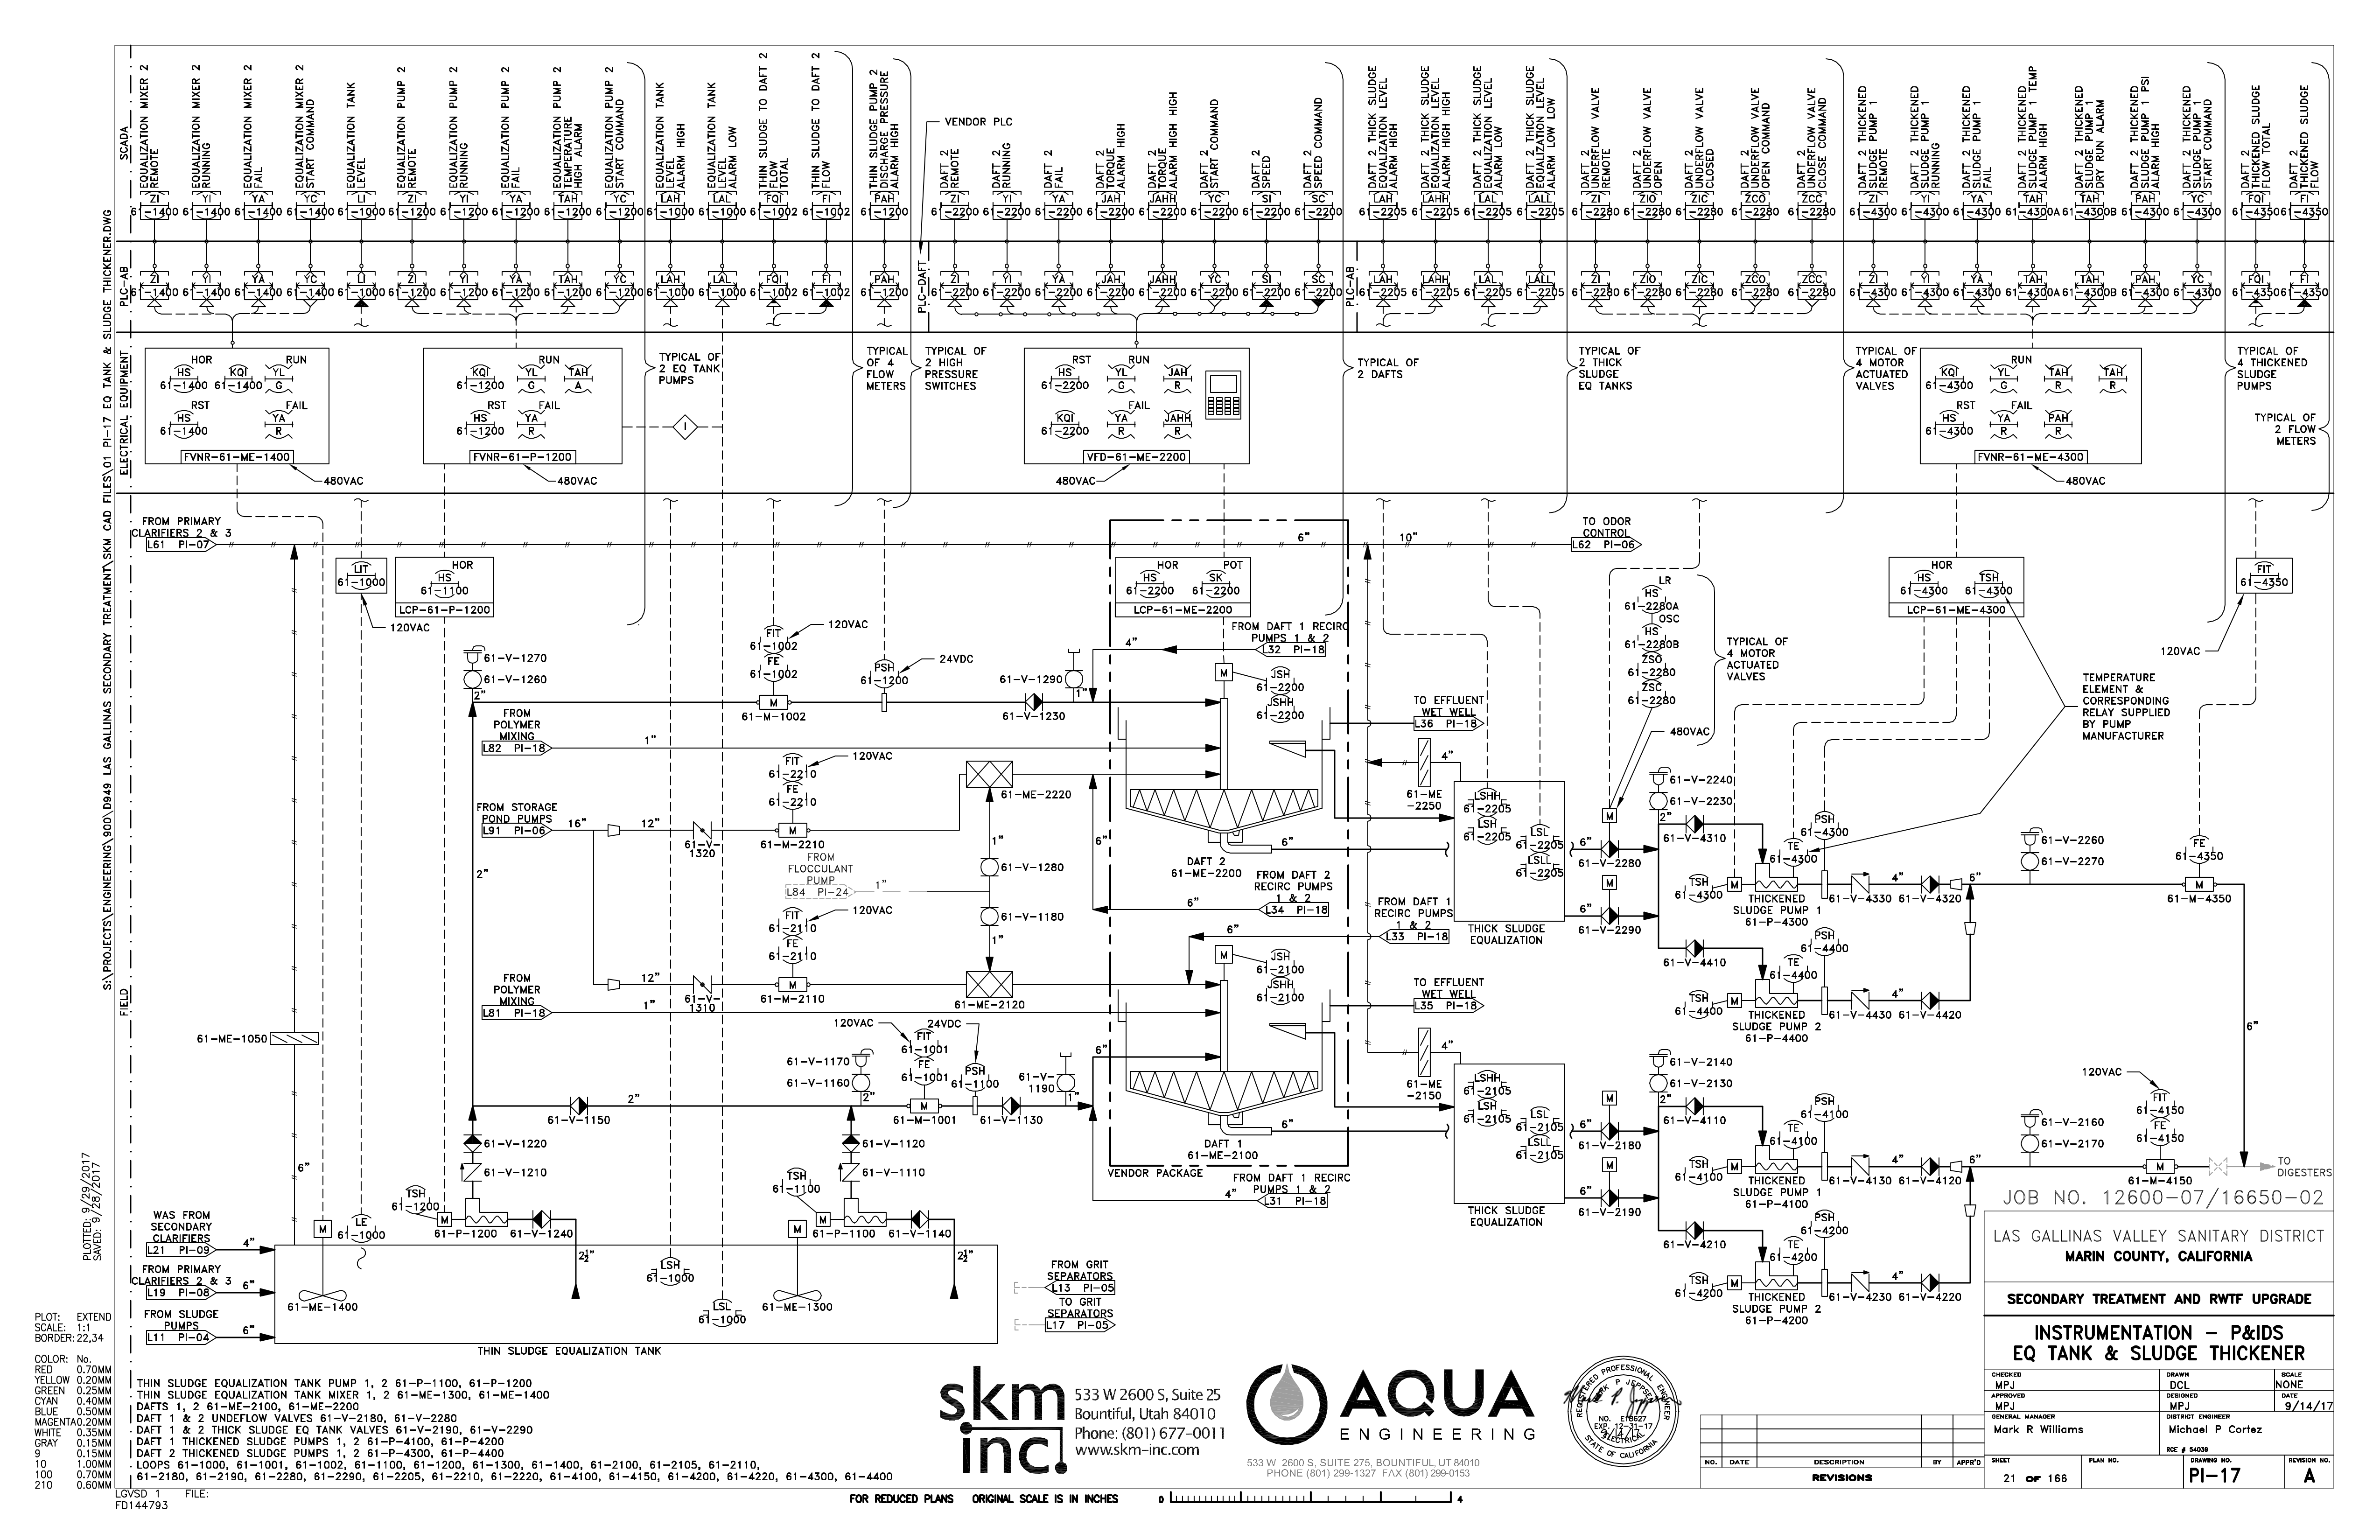 S:\PROJECTS\ENGINEERING\900\D949 LAS GALLINAS SECONDARY TREATMENT\SKM CAD FILES\01 PI-17 EQ TANK & SLUDGE THICKENER.DWG
PLOTTED: 9/29/2017
SAVED: 9/28/2017
SCADA
PLC-AB
ELECTRICAL EQUIPMENT
FIELD
EQUALIZATION MIXER 2
REMOTE
EQUALIZATION MIXER 2
RUNNING
EQUALIZATION MIXER 2
FAIL
EQUALIZATION MIXER 2
START COMMAND
EQUALIZATION TANK
LEVEL
EQUALIZATION PUMP 2
REMOTE
EQUALIZATION PUMP 2
RUNNING
EQUALIZATION PUMP 2
FAIL
EQUALIZATION PUMP 2
TEMPERATURE
HIGH ALARM
EQUALIZATION PUMP 2
START COMMAND
EQUALIZATION TANK
LEVEL
ALARM HIGH
EQUALIZATION TANK
LEVEL
ALARM LOW
THIN SLUDGE TO DAFT 2
FLOW
TOTAL
THIN SLUDGE TO DAFT 2
FLOW
THIN SLUDGE PUMP 2
DISCHARGE PRESSURE
ALARM HIGH
VENDOR PLC
DAFT 2
REMOTE
DAFT 2
RUNNING
DAFT 2
FAIL
DAFT 2
TORQUE
ALARM HIGH
DAFT 2
TORQUE
ALARM HIGH HIGH
DAFT 2
START COMMAND
DAFT 2
SPEED
DAFT 2
SPEED COMMAND
DAFT 2 THICK SLUDGE
EQUALIZATION LEVEL
ALARM HIGH
DAFT 2 THICK SLUDGE
EQUALIZATION LEVEL
ALARM HIGH HIGH
DAFT 2 THICK SLUDGE
EQUALIZATION LEVEL
ALARM LOW
DAFT 2 THICK SLUDGE
EQUALIZATION LEVEL
ALARM LOW LOW
DAFT 2
UNDERFLOW VALVE
REMOTE
DAFT 2
UNDERFLOW VALVE
OPEN
DAFT 2
UNDERFLOW VALVE
CLOSED
DAFT 2
UNDERFLOW VALVE
OPEN COMMAND
DAFT 2
UNDERFLOW VALVE
CLOSE COMMAND
DAFT 2 THICKENED
SLUDGE PUMP 1
REMOTE
DAFT 2 THICKENED
SLUDGE PUMP 1
RUNNING
DAFT 2 THICKENED
SLUDGE PUMP 1
FAIL
DAFT 2 THICKENED
SLUDGE PUMP 1 TEMP
ALARM HIGH
DAFT 2 THICKENED
SLUDGE PUMP 1
DRY RUN ALARM
DAFT 2 THICKENED
SLUDGE PUMP 1 PSI
ALARM HIGH
DAFT 2 THICKENED
SLUDGE PUMP 1
START COMMAND
DAFT 2
THICKENED SLUDGE
FLOW TOTAL
DAFT 2
THICKENED SLUDGE
FLOW
ZI YI YA YC LI ZI YI YA TAH YC LAH LAL FQI FI PAH ZI YI YA JAH JAHH YC SI SC LAH LAHH LAL LALL ZI ZIO ZIC ZCO ZCC ZI YI YA TAH TAH PAH YC FQI FI
61-1400 61-1400 61-1400 61-1400 61-1000 61-1200 61-1200 61-1200 61-1200 61-1200 61-1000 61-1000 61-1002 61-1002 61-1200 61-2200 61-2200 61-2200 61-2200 61-2200 61-2200 61-2200 61-2200 61-2205 61-2205 61-2205 61-2205 61-2280 61-2280 61-2280 61-2280 61-2280 61-4300 61-4300 61-4300 61-4300A 61-4300B 61-4300 61-4300 61-4350 61-4350
PLC-DAFT
PLC-AB
ZI YI YA YC LI ZI YI YA TAH YC LAH LAL FQI FI PAH ZI YI YA JAH JAHH YC SI SC LAH LAHH LAL LALL ZI ZIO ZIC ZCO ZCC ZI YI YA TAH TAH PAH YC FQI FI
61-1400 61-1400 61-1400 61-1400 61-1000 61-1200 61-1200 61-1200 61-1200 61-1200 61-1000 61-1000 61-1002 61-1002 61-1200 61-2200 61-2200 61-2200 61-2200 61-2200 61-2200 61-2200 61-2200 61-2205 61-2205 61-2205 61-2205 61-2280 61-2280 61-2280 61-2280 61-2280 61-4300 61-4300 61-4300 61-4300A 61-4300B 61-4300 61-4300 61-4350 61-4350
HOR RUN
HS KQI YL
61-1400 61-1400 G
RST FAIL
HS YA
61-1400 R
FVNR-61-ME-1400
480VAC
RUN
KQI YL TAH
61-1200 G A
RST FAIL
HS YA
61-1200 R
FVNR-61-P-1200
480VAC
TYPICAL OF
2 EQ TANK
PUMPS
I
TYPICAL
OF 4
FLOW
METERS
TYPICAL OF
2 HIGH
PRESSURE
SWITCHES
RST RUN
HS YL JAH
61-2200 G R
FAIL
KQI YA JAHH
61-2200 R R
VFD-61-ME-2200
480VAC
TYPICAL OF
2 DAFTS
TYPICAL OF
2 THICK
SLUDGE
EQ TANKS
TYPICAL OF
4 MOTOR
ACTUATED
VALVES
RUN
KQI YL TAH TAH
61-4300 G R R
RST FAIL
HS YA PAH
61-4300 R R
FVNR-61-ME-4300
480VAC
TYPICAL OF
4 THICKENED
SLUDGE
PUMPS
TYPICAL OF
2 FLOW
METERS
FROM PRIMARY
CLARIFIERS 2 & 3
L61 PI-07
6"
10"
TO ODOR
CONTROL
L62 PI-06
LIT
61-1000
120VAC
HOR
HS
61-1100
LCP-61-P-1200
FIT
61-1002
120VAC
FE
61-1002
61-M-1002
PSH
61-1200
24VDC
61-V-1270
61-V-1260
2"
61-V-1290
1"
61-V-1230
HOR POT
HS SK
61-2200 61-2200
LCP-61-ME-2200
FROM DAFT 1 RECIRC
PUMPS 1 & 2
L32 PI-18
4"
M
JSH
61-2200
JSHH
61-2200
LR
HS
61-2280A
OSC
HS
61-2280B
ZSO
61-2280
ZSC
61-2280
TYPICAL OF
4 MOTOR
ACTUATED
VALVES
480VAC
HOR
HS TSH
61-4300 61-4300
LCP-61-ME-4300
FIT
61-4350
120VAC
TEMPERATURE
ELEMENT &
CORRESPONDING
RELAY SUPPLIED
BY PUMP
MANUFACTURER
FROM
POLYMER
MIXING
L82 PI-18
1"
TO EFFLUENT
WET WELL
L36 PI-18
4"
61-ME
-2250
FIT
61-2210
120VAC
FE
61-2210
M
61-M-2210
FROM STORAGE
POND PUMPS
L91 PI-06
16"
12"
61-V-
1320
61-ME-2220
1"
61-V-1280
FROM
FLOCCULANT
PUMP
L84 PI-24
1"
61-V-1180
1"
2"
6"
DAFT 2
61-ME-2200
6"
FROM DAFT 2
RECIRC PUMPS
1 & 2
L34 PI-18
6"
FROM DAFT 1
RECIRC PUMPS
1 & 2
L33 PI-18
6"
LSHH
61-2205
LSH
61-2205
LSL
61-2205
LSLL
61-2205
THICK SLUDGE
EQUALIZATION
6"
61-V-2280
6"
61-V-2290
61-V-2240
61-V-2230
2"
61-V-4310
PSH
61-4300
TE
61-4300
TSH
61-4300
THICKENED
SLUDGE PUMP 1
61-P-4300
4"
61-V-4330 61-V-4320
6"
61-V-2260
61-V-2270
FE
61-4350
M
61-M-4350
61-V-4410
PSH
61-4400
TE
61-4400
TSH
61-4400
THICKENED
SLUDGE PUMP 2
61-P-4400
4"
61-V-4430 61-V-4420
6"
FIT
61-2110
120VAC
FE
61-2110
M
61-M-2110
12"
61-V-
1310
61-ME-2120
FROM
POLYMER
MIXING
L81 PI-18
1"
M
JSH
61-2100
JSHH
61-2100
TO EFFLUENT
WET WELL
L35 PI-18
4"
61-ME
-2150
61-ME-1050
6"
120VAC
24VDC
FIT
61-1001
FE
61-1001
M
61-M-1001
PSH
61-1100
61-V-1170
61-V-1160
2"
61-V-
1190
1"
61-V-1130
6"
61-V-1150
2"
61-V-1220
61-V-1210
61-V-1120
61-V-1110
TSH
61-1200
M
61-P-1200
61-V-1240
2½"
TSH
61-1100
M
61-P-1100
61-V-1140
2½"
DAFT 1
61-ME-2100
6"
VENDOR PACKAGE
FROM DAFT 1 RECIRC
PUMPS 1 & 2
L31 PI-18
4"
LSHH
61-2105
LSH
61-2105
LSL
61-2105
LSLL
61-2105
THICK SLUDGE
EQUALIZATION
6"
61-V-2180
6"
61-V-2190
61-V-2140
61-V-2130
2"
61-V-4110
PSH
61-4100
TE
61-4100
TSH
61-4100
THICKENED
SLUDGE PUMP 1
61-P-4100
4"
61-V-4130 61-V-4120
6"
61-V-2160
61-V-2170
120VAC
FIT
61-4150
FE
61-4150
M
61-M-4150
TO
DIGESTERS
61-V-4210
PSH
61-4200
TE
61-4200
TSH
61-4200
THICKENED
SLUDGE PUMP 2
61-P-4200
4"
61-V-4230 61-V-4220
WAS FROM
SECONDARY
CLARIFIERS
L21 PI-09
4"
FROM PRIMARY
CLARIFIERS 2 & 3
L19 PI-08
6"
FROM SLUDGE
PUMPS
L11 PI-04
6"
M
61-ME-1400
LE
61-1000
LSH
61-1000
LSL
61-1000
M
61-ME-1300
THIN SLUDGE EQUALIZATION TANK
FROM GRIT
SEPARATORS
L13 PI-05
TO GRIT
SEPARATORS
L17 PI-05
PLOT: EXTEND
SCALE: 1:1
BORDER: 22,34
COLOR: No.
RED 0.70MM
YELLOW 0.20MM
GREEN 0.25MM
CYAN 0.40MM
BLUE 0.50MM
MAGENTA 0.20MM
WHITE 0.35MM
GRAY 0.15MM
9 0.15MM
10 1.00MM
100 0.70MM
210 0.60MM
THIN SLUDGE EQUALIZATION TANK PUMP 1, 2 61-P-1100, 61-P-1200
THIN SLUDGE EQUALIZATION TANK MIXER 1, 2 61-ME-1300, 61-ME-1400
DAFTS 1, 2 61-ME-2100, 61-ME-2200
DAFT 1 & 2 UNDEFLOW VALVES 61-V-2180, 61-V-2280
DAFT 1 & 2 THICK SLUDGE EQ TANK VALVES 61-V-2190, 61-V-2290
DAFT 1 THICKENED SLUDGE PUMPS 1, 2 61-P-4100, 61-P-4200
DAFT 2 THICKENED SLUDGE PUMPS 1, 2 61-P-4300, 61-P-4400
LOOPS 61-1000, 61-1001, 61-1002, 61-1100, 61-1200, 61-1300, 61-1400, 61-2100, 61-2105, 61-2110,
61-2180, 61-2190, 61-2280, 61-2290, 61-2205, 61-2210, 61-2220, 61-4100, 61-4150, 61-4200, 61-4220, 61-4300, 61-4400
LGVSD 1 FILE:
FD144793
skm inc.
533 W 2600 S, Suite 25
Bountiful, Utah 84010
Phone: (801) 677-0011
www.skm-inc.com
AQUA
ENGINEERING
533 W 2600 S, SUITE 275, BOUNTIFUL, UT 84010
PHONE (801) 299-1327 FAX (801) 299-0153
REGISTERED PROFESSIONAL ENGINEER
MARK P JEPPSEN
NO. E18627
EXP. 12-31-17
9/14/17
ELECTRICAL
STATE OF CALIFORNIA
FOR REDUCED PLANS ORIGINAL SCALE IS IN INCHES
0 4
NO. DATE DESCRIPTION BY APPR'D
REVISIONS
JOB NO. 12600-07/16650-02
LAS GALLINAS VALLEY SANITARY DISTRICT
MARIN COUNTY, CALIFORNIA
SECONDARY TREATMENT AND RWTF UPGRADE
INSTRUMENTATION - P&IDS
EQ TANK & SLUDGE THICKENER
CHECKED DRAWN SCALE
MPJ DCL NONE
APPROVED DESIGNED DATE
MPJ MPJ 9/14/17
GENERAL MANAGER DISTRICT ENGINEER
Mark R Williams Michael P Cortez
RCE # 54039
SHEET PLAN NO. DRAWING NO. REVISION NO.
21 OF 166 PI-17 A